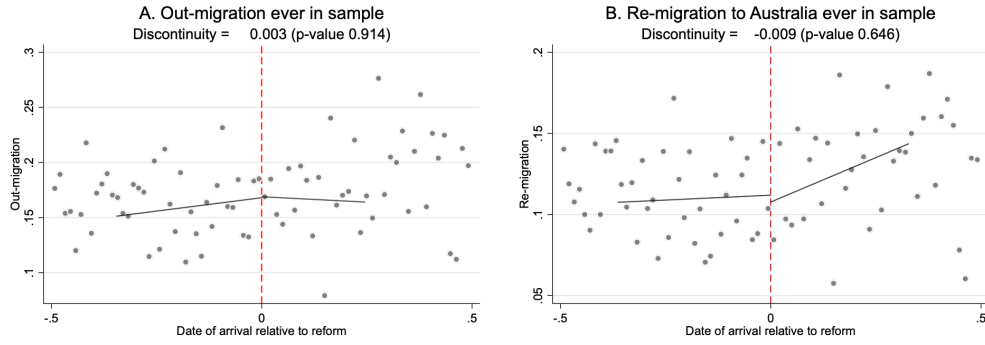 A. Out-migration ever in sample
Discontinuity = 0.003 (p-value 0.914)
.3
.25
.2
.15
.1
Out-migration
-.5
0
.5
Date of arrival relative to reform
B. Re-migration to Australia ever in sample
Discontinuity = -0.009 (p-value 0.646)
.2
.15
.1
.05
Re-migration
-.5
0
.5
Date of arrival relative to reform